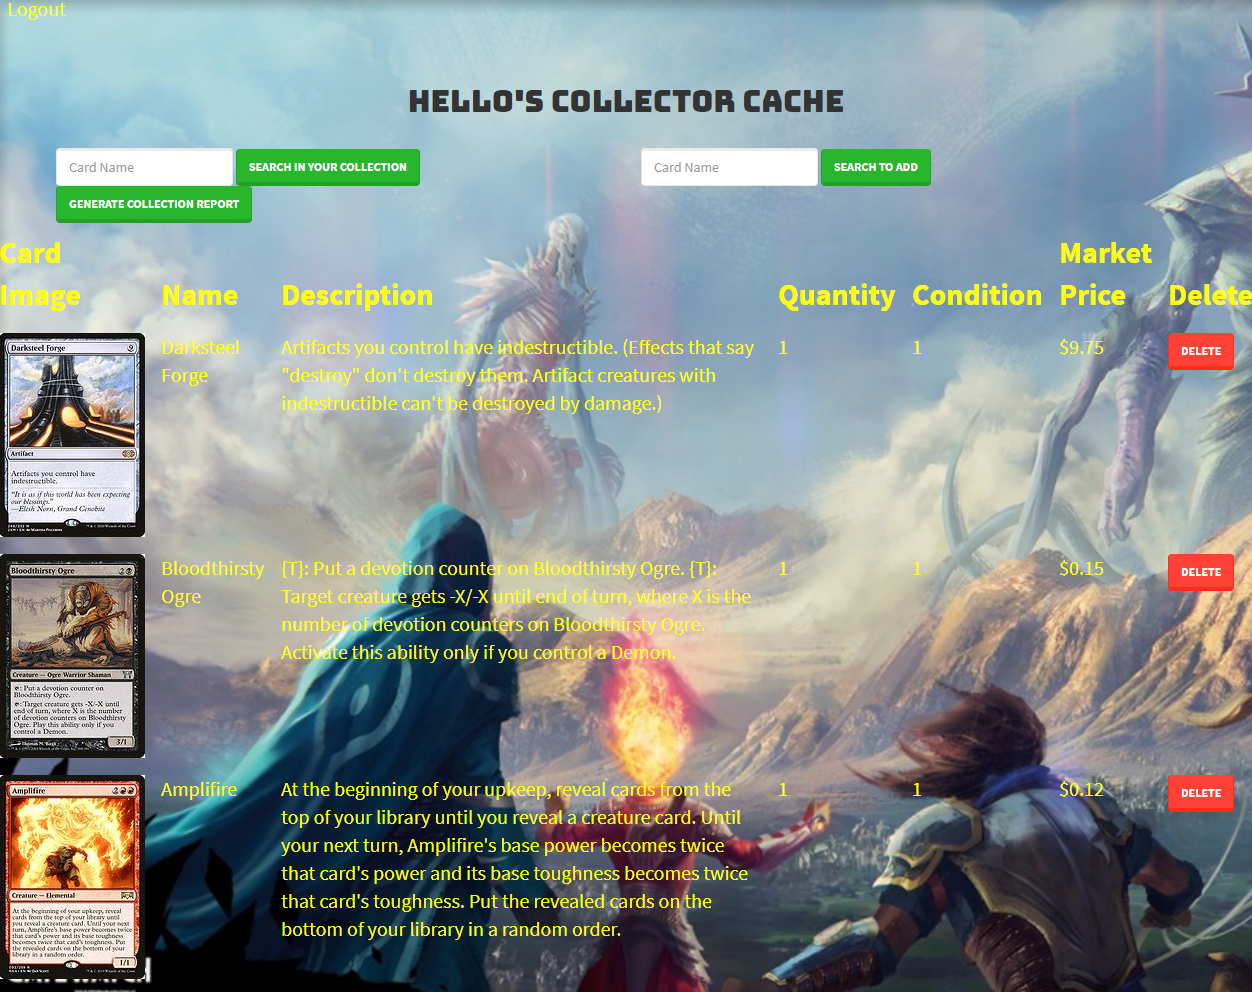 Logout
HELLO'S COLLECTOR CACHE
Card Name SEARCH IN YOUR COLLECTION Card Name SEARCH TO ADD
GENERATE COLLECTION REPORT
Card Image Name Description Quantity Condition Market Price Delete
Darksteel Forge
Artifact
Artifacts you control have
indestructible.
"It is as if this world has been expecting
our blessings."
—Elesh Norn, Grand Cenobite
Darksteel
Forge
Artifacts you control have indestructible. (Effects that say
"destroy" don't destroy them. Artifact creatures with
indestructible can't be destroyed by damage.)
1
1
$9.75
DELETE
Bloodthirsty Ogre
Creature — Ogre Warrior Shaman
: Put a devotion counter on
Bloodthirsty Ogre.
: Target creature gets -X/-X until
end of turn, where X is the number
of devotion counters on Bloodthirsty
Ogre. Play this ability only if you
control a Demon.
3/1
Bloodthirsty
Ogre
{T}: Put a devotion counter on Bloodthirsty Ogre. {T}:
Target creature gets -X/-X until end of turn, where X is the
number of devotion counters on Bloodthirsty Ogre.
Activate this ability only if you control a Demon.
1
1
$0.15
DELETE
Amplifire
Creature — Elemental
At the beginning of your upkeep, reveal
cards from the top of your library until
you reveal a creature card. Until your next
turn, Amplifire's base power becomes twice
that card's power and its base toughness
becomes twice that card's toughness. Put
the revealed cards on the bottom of your
library in a random order.
1/1
Amplifire
At the beginning of your upkeep, reveal cards from the
top of your library until you reveal a creature card. Until
your next turn, Amplifire's base power becomes twice
that card's power and its base toughness becomes twice
that card's toughness. Put the revealed cards on the
bottom of your library in a random order.
1
1
$0.12
DELETE